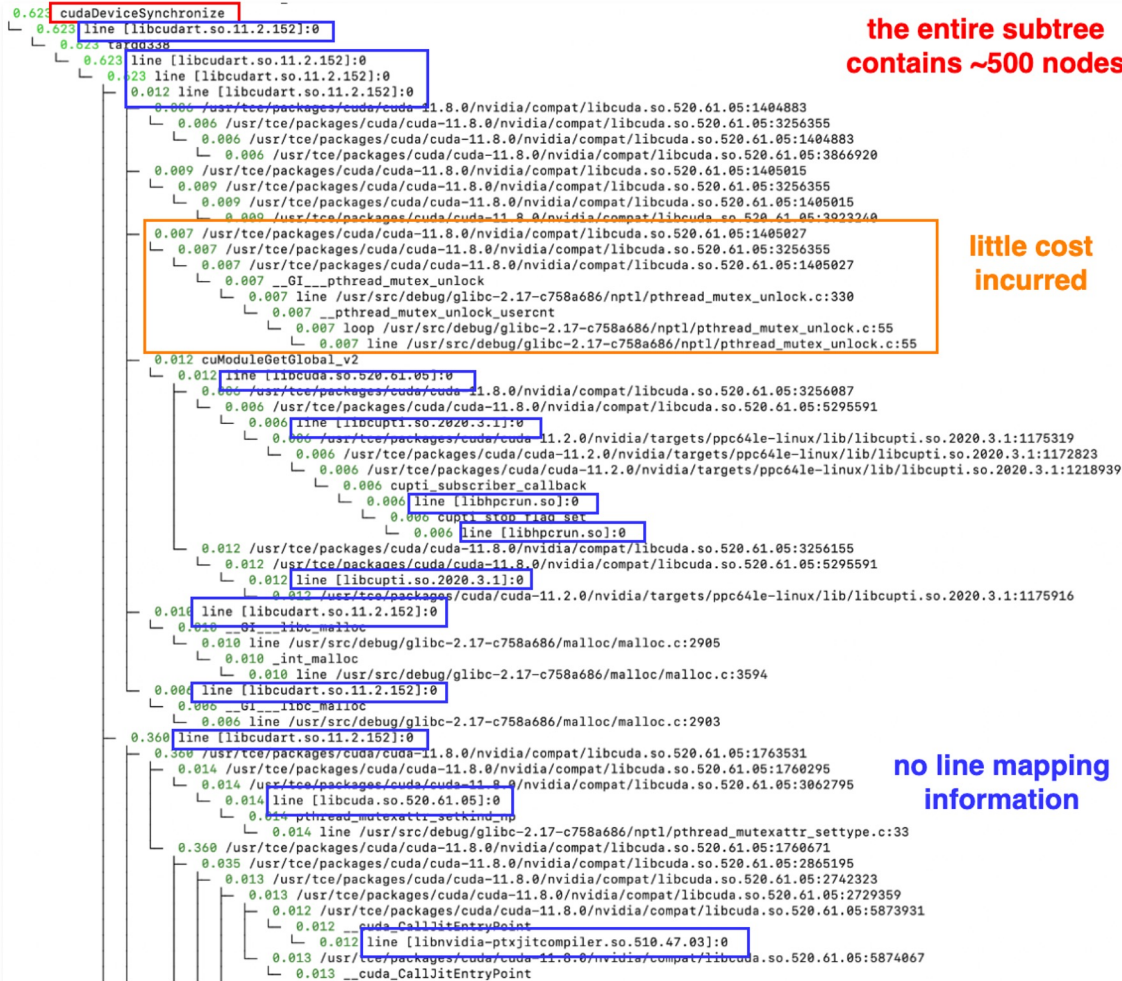 0.623 cudaDeviceSynchronize
the entire subtree
contains ~500 nodes
└─ 0.623 line [libcudart.so.11.2.152]:0
└─ 0.623 targ0338
└─ 0.623 line [libcudart.so.11.2.152]:0
└─ 0.623 line [libcudart.so.11.2.152]:0
├─ 0.012 line [libcudart.so.11.2.152]:0
0.006 /usr/tce/packages/cuda/cuda-11.8.0/nvidia/compat/libcuda.so.520.61.05:1404883
└─ 0.006 /usr/tce/packages/cuda/cuda-11.8.0/nvidia/compat/libcuda.so.520.61.05:3256355
└─ 0.006 /usr/tce/packages/cuda/cuda-11.8.0/nvidia/compat/libcuda.so.520.61.05:1404883
└─ 0.006 /usr/tce/packages/cuda/cuda-11.8.0/nvidia/compat/libcuda.so.520.61.05:3866920
├─ 0.009 /usr/tce/packages/cuda/cuda-11.8.0/nvidia/compat/libcuda.so.520.61.05:1405015
└─ 0.009 /usr/tce/packages/cuda/cuda-11.8.0/nvidia/compat/libcuda.so.520.61.05:3256355
└─ 0.009 /usr/tce/packages/cuda/cuda-11.8.0/nvidia/compat/libcuda.so.520.61.05:1405015
└─ 0.009 /usr/tce/packages/cuda/cuda-11.8.0/nvidia/compat/libcuda.so.520.61.05:3923240
├─ 0.007 /usr/tce/packages/cuda/cuda-11.8.0/nvidia/compat/libcuda.so.520.61.05:1405027
└─ 0.007 /usr/tce/packages/cuda/cuda-11.8.0/nvidia/compat/libcuda.so.520.61.05:3256355
└─ 0.007 /usr/tce/packages/cuda/cuda-11.8.0/nvidia/compat/libcuda.so.520.61.05:1405027
└─ 0.007 __GI___pthread_mutex_unlock
└─ 0.007 line /usr/src/debug/glibc-2.17-c758a686/nptl/pthread_mutex_unlock.c:330
└─ 0.007 __pthread_mutex_unlock_usercnt
└─ 0.007 loop /usr/src/debug/glibc-2.17-c758a686/nptl/pthread_mutex_unlock.c:55
└─ 0.007 line /usr/src/debug/glibc-2.17-c758a686/nptl/pthread_mutex_unlock.c:55
little cost
incurred
├─ 0.012 cuModuleGetGlobal_v2
└─ 0.012 line [libcuda.so.520.61.05]:0
├─ 0.006 /usr/tce/packages/cuda/cuda-11.8.0/nvidia/compat/libcuda.so.520.61.05:3256087
└─ 0.006 /usr/tce/packages/cuda/cuda-11.8.0/nvidia/compat/libcuda.so.520.61.05:5295591
└─ 0.006 line [libcupti.so.2020.3.1]:0
└─ 0.006 /usr/tce/packages/cuda/cuda-11.2.0/nvidia/targets/ppc64le-linux/lib/libcupti.so.2020.3.1:1175319
└─ 0.006 /usr/tce/packages/cuda/cuda-11.2.0/nvidia/targets/ppc64le-linux/lib/libcupti.so.2020.3.1:1172823
└─ 0.006 /usr/tce/packages/cuda/cuda-11.2.0/nvidia/targets/ppc64le-linux/lib/libcupti.so.2020.3.1:1218939
└─ 0.006 cupti_subscriber_callback
└─ 0.006 line [libhpcrun.so]:0
└─ 0.006 cupti_stop_flag_set
└─ 0.006 line [libhpcrun.so]:0
└─ 0.012 /usr/tce/packages/cuda/cuda-11.8.0/nvidia/compat/libcuda.so.520.61.05:3256155
└─ 0.012 /usr/tce/packages/cuda/cuda-11.8.0/nvidia/compat/libcuda.so.520.61.05:5295591
└─ 0.012 line [libcupti.so.2020.3.1]:0
└─ 0.012 /usr/tce/packages/cuda/cuda-11.2.0/nvidia/targets/ppc64le-linux/lib/libcupti.so.2020.3.1:1175916
├─ 0.010 line [libcudart.so.11.2.152]:0
└─ 0.010 __GI___libc_malloc
└─ 0.010 line /usr/src/debug/glibc-2.17-c758a686/malloc/malloc.c:2905
└─ 0.010 _int_malloc
└─ 0.010 line /usr/src/debug/glibc-2.17-c758a686/malloc/malloc.c:3594
└─ 0.006 line [libcudart.so.11.2.152]:0
└─ 0.006 __GI___libc_malloc
└─ 0.006 line /usr/src/debug/glibc-2.17-c758a686/malloc/malloc.c:2903
├─ 0.360 line [libcudart.so.11.2.152]:0
├─ 0.360 /usr/tce/packages/cuda/cuda-11.8.0/nvidia/compat/libcuda.so.520.61.05:1763531
├─ 0.014 /usr/tce/packages/cuda/cuda-11.8.0/nvidia/compat/libcuda.so.520.61.05:1760295
└─ 0.014 /usr/tce/packages/cuda/cuda-11.8.0/nvidia/compat/libcuda.so.520.61.05:3062795
└─ 0.014 line [libcuda.so.520.61.05]:0
└─ 0.014 pthread_mutexattr_setkind_np
└─ 0.014 line /usr/src/debug/glibc-2.17-c758a686/nptl/pthread_mutexattr_settype.c:33
no line mapping
information
└─ 0.360 /usr/tce/packages/cuda/cuda-11.8.0/nvidia/compat/libcuda.so.520.61.05:1760671
├─ 0.035 /usr/tce/packages/cuda/cuda-11.8.0/nvidia/compat/libcuda.so.520.61.05:2865195
├─ 0.013 /usr/tce/packages/cuda/cuda-11.8.0/nvidia/compat/libcuda.so.520.61.05:2742323
├─ 0.013 /usr/tce/packages/cuda/cuda-11.8.0/nvidia/compat/libcuda.so.520.61.05:2729359
├─ 0.012 /usr/tce/packages/cuda/cuda-11.8.0/nvidia/compat/libcuda.so.520.61.05:5873931
└─ 0.012 __cuda_CallJitEntryPoint
└─ 0.012 line [libnvidia-ptxjitcompiler.so.510.47.03]:0
└─ 0.013 /usr/tce/packages/cuda/cuda-11.8.0/nvidia/compat/libcuda.so.520.61.05:5874067
└─ 0.013 __cuda_CallJitEntryPoint